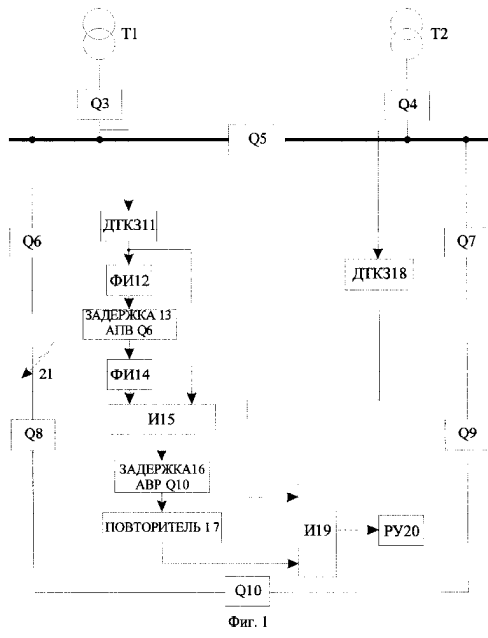 T1
T2
Q3
Q4
Q5
Q6
Q7
ДТКЗ11
ДТКЗ18
ФИ12
ЗАДЕРЖКА 13
АПВ Q6
ФИ14
21
И15
Q8
Q9
ЗАДЕРЖКА16
АВР Q10
ПОВТОРИТЕЛЬ 17
И19
РУ20
Q10
Фиг. 1